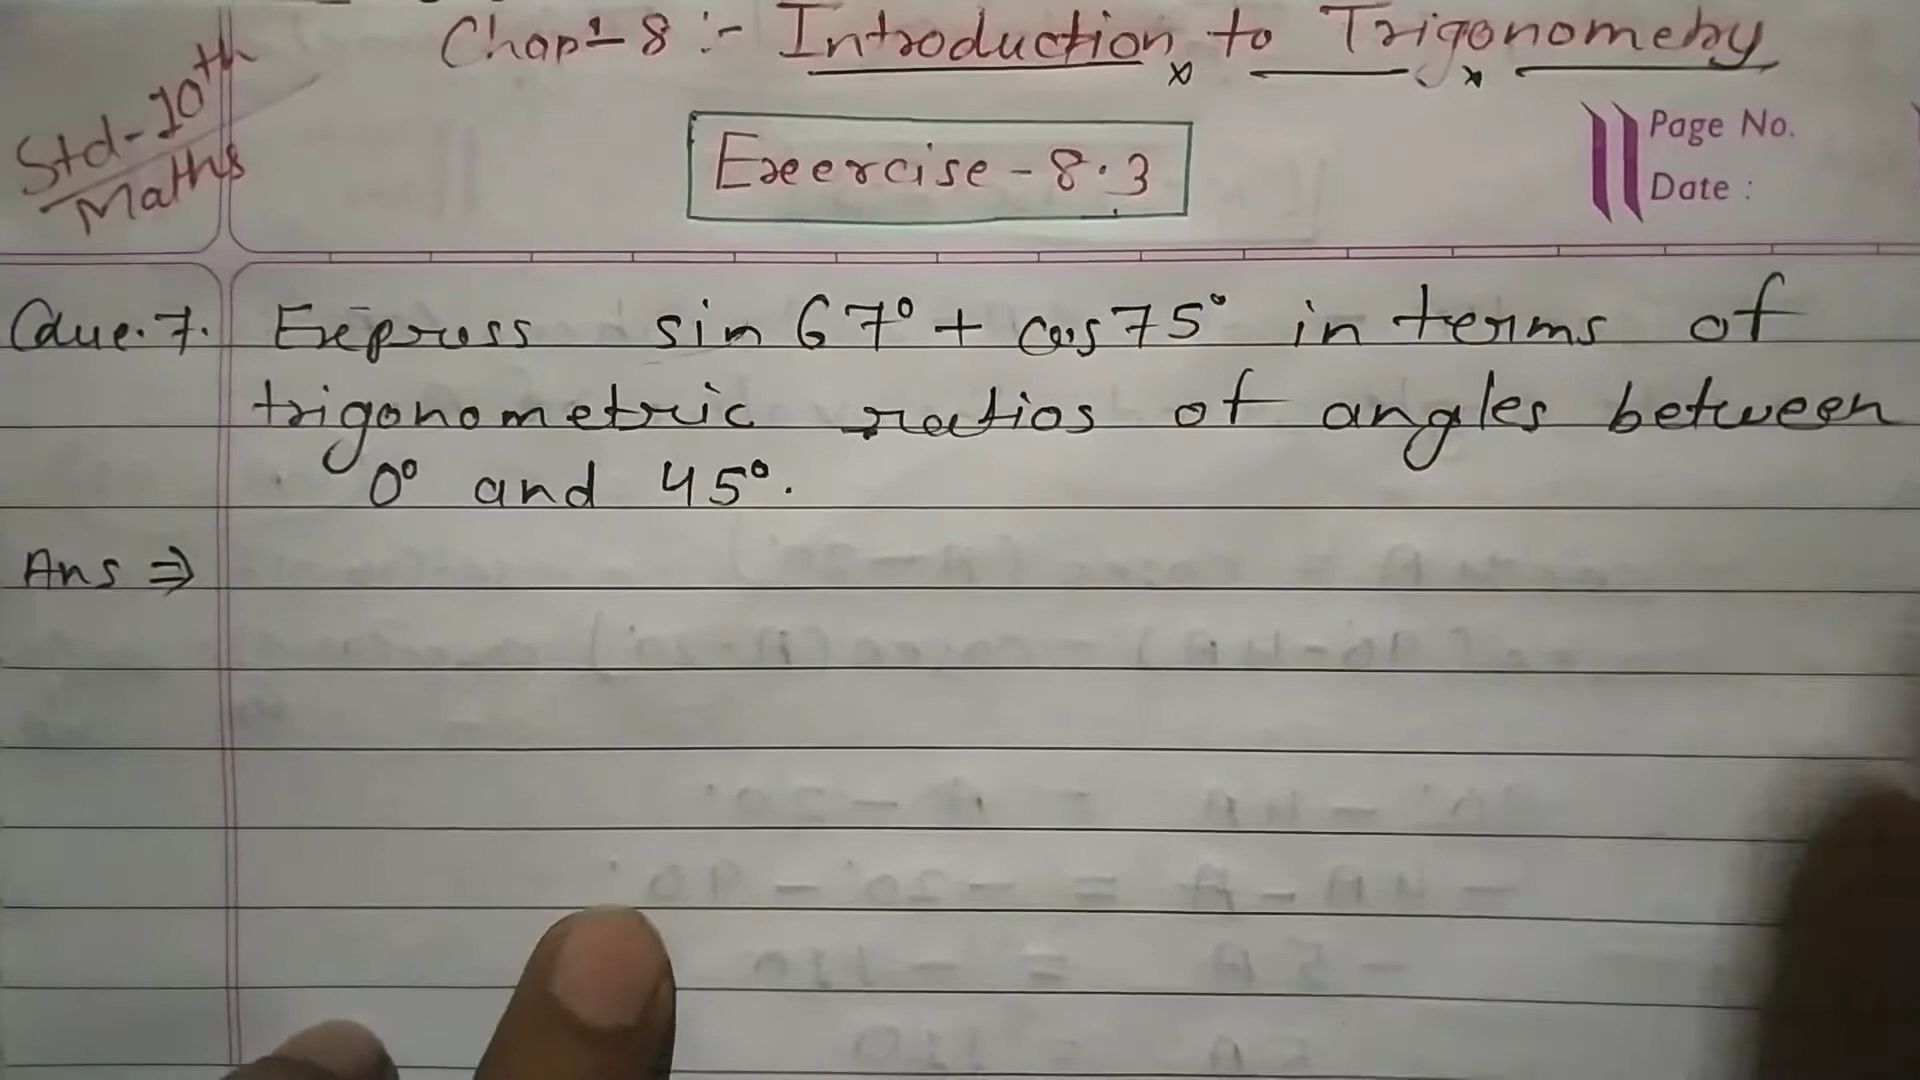 Chapt-8 :- Introduction to Trigonometry
Std-10th
Maths
Exercise-8.3
Page No.
Date :
Que.7. Express sin 67° + cos 75° in terms of
trigonometric ratios of angles between
0° and 45°.
Ans ⇒